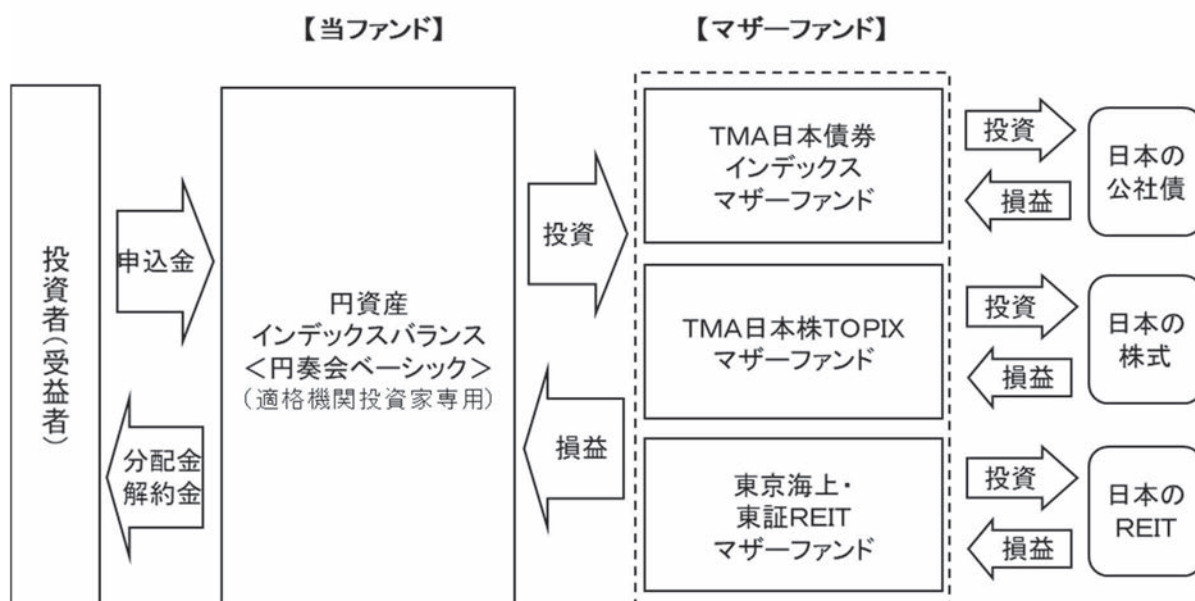 【当ファンド】
【マザーファンド】
投資者(受益者)
申込金
分配金
解約金
円資産
インデックスバランス
＜円奏会ベーシック＞
(適格機関投資家専用)
投資
損益
TMA日本債券
インデックス
マザーファンド
投資
損益
日本の
公社債
TMA日本株TOPIX
マザーファンド
投資
損益
日本の
株式
東京海上・
東証REIT
マザーファンド
投資
損益
日本の
REIT